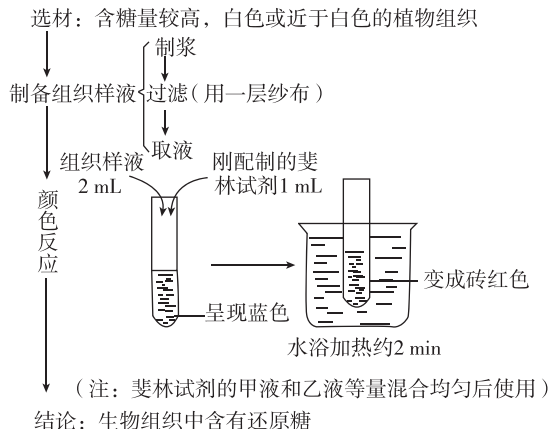 选材：含糖量较高，白色或近于白色的植物组织
制浆
制备组织样液
过滤（用一层纱布）
取液
组织样液
2 mL
刚配制的斐
林试剂1 mL
颜色反应
变成砖红色
呈现蓝色
水浴加热约2 min
（注：斐林试剂的甲液和乙液等量混合均匀后使用）
结论：生物组织中含有还原糖